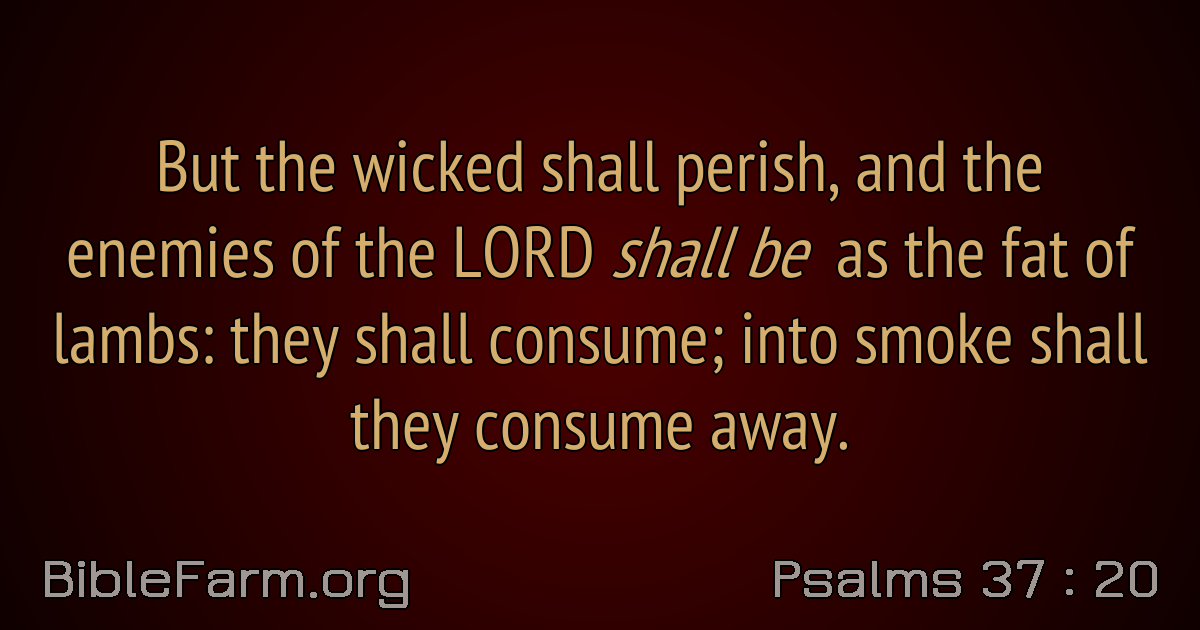 But the wicked shall perish, and the
enemies of the LORD shall be as the fat of
lambs: they shall consume; into smoke shall
they consume away.
BibleFarm.org
Psalms 37 : 20